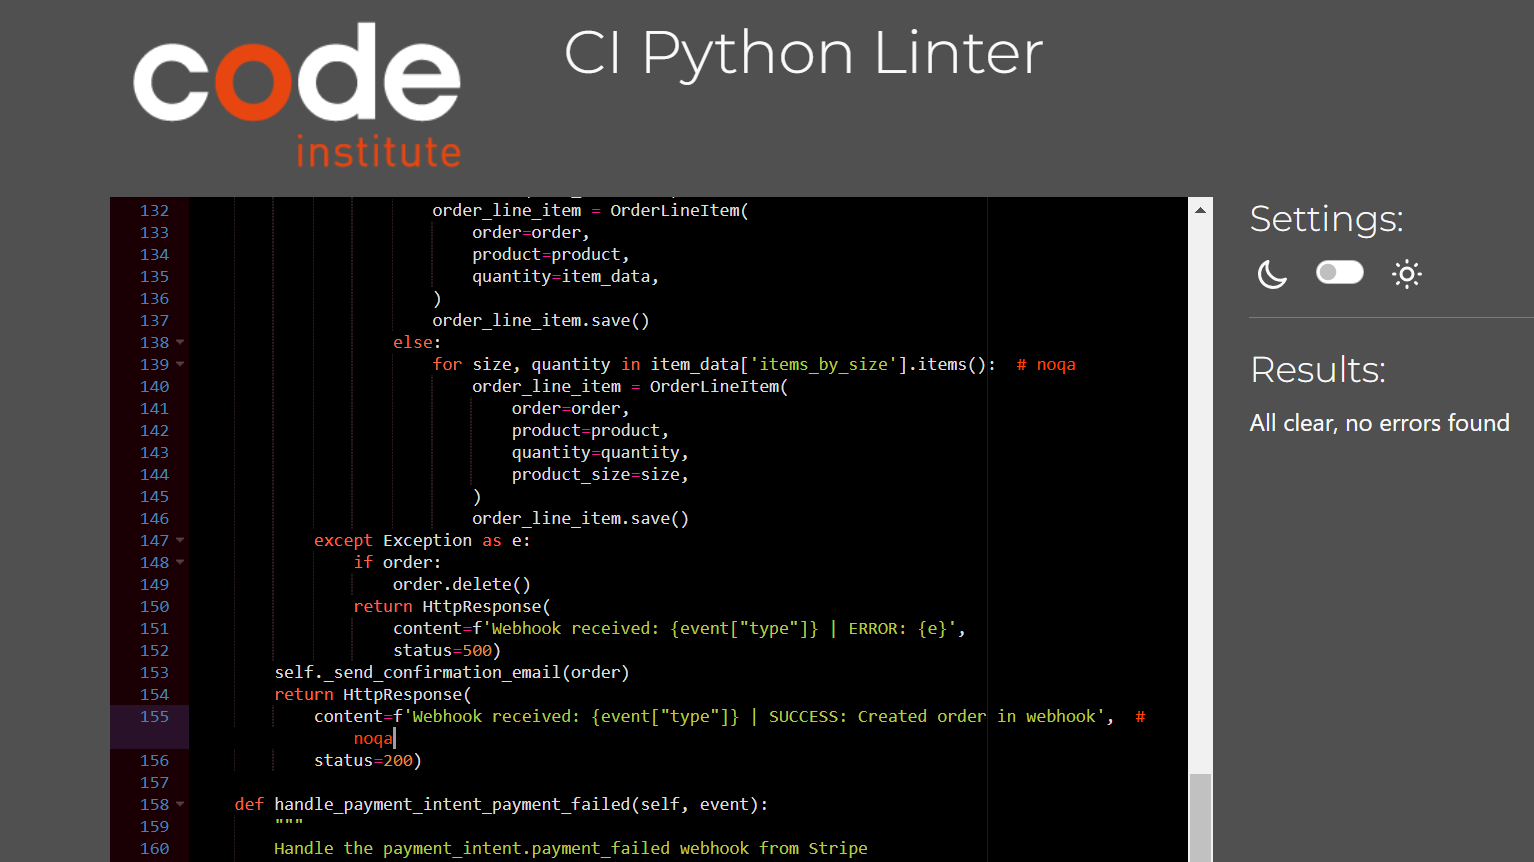 code
institute
CI Python Linter
132 order_line_item = OrderLineItem(
133 order=order,
134 product=product,
135 quantity=item_data,
136 )
137 order_line_item.save()
138 else:
139 for size, quantity in item_data['items_by_size'].items():  # noqa
140 order_line_item = OrderLineItem(
141 order=order,
142 product=product,
143 quantity=quantity,
144 product_size=size,
145 )
146 order_line_item.save()
147 except Exception as e:
148 if order:
149 order.delete()
150 return HttpResponse(
151 content=f'Webhook received: {event["type"]} | ERROR: {e}',
152 status=500)
153 self._send_confirmation_email(order)
154 return HttpResponse(
155 content=f'Webhook received: {event["type"]} | SUCCESS: Created order in webhook',  #
noqa
156 status=200)
157
158 def handle_payment_intent_payment_failed(self, event):
159 """
160 Handle the payment_intent.payment_failed webhook from Stripe
Settings:
Results:
All clear, no errors found